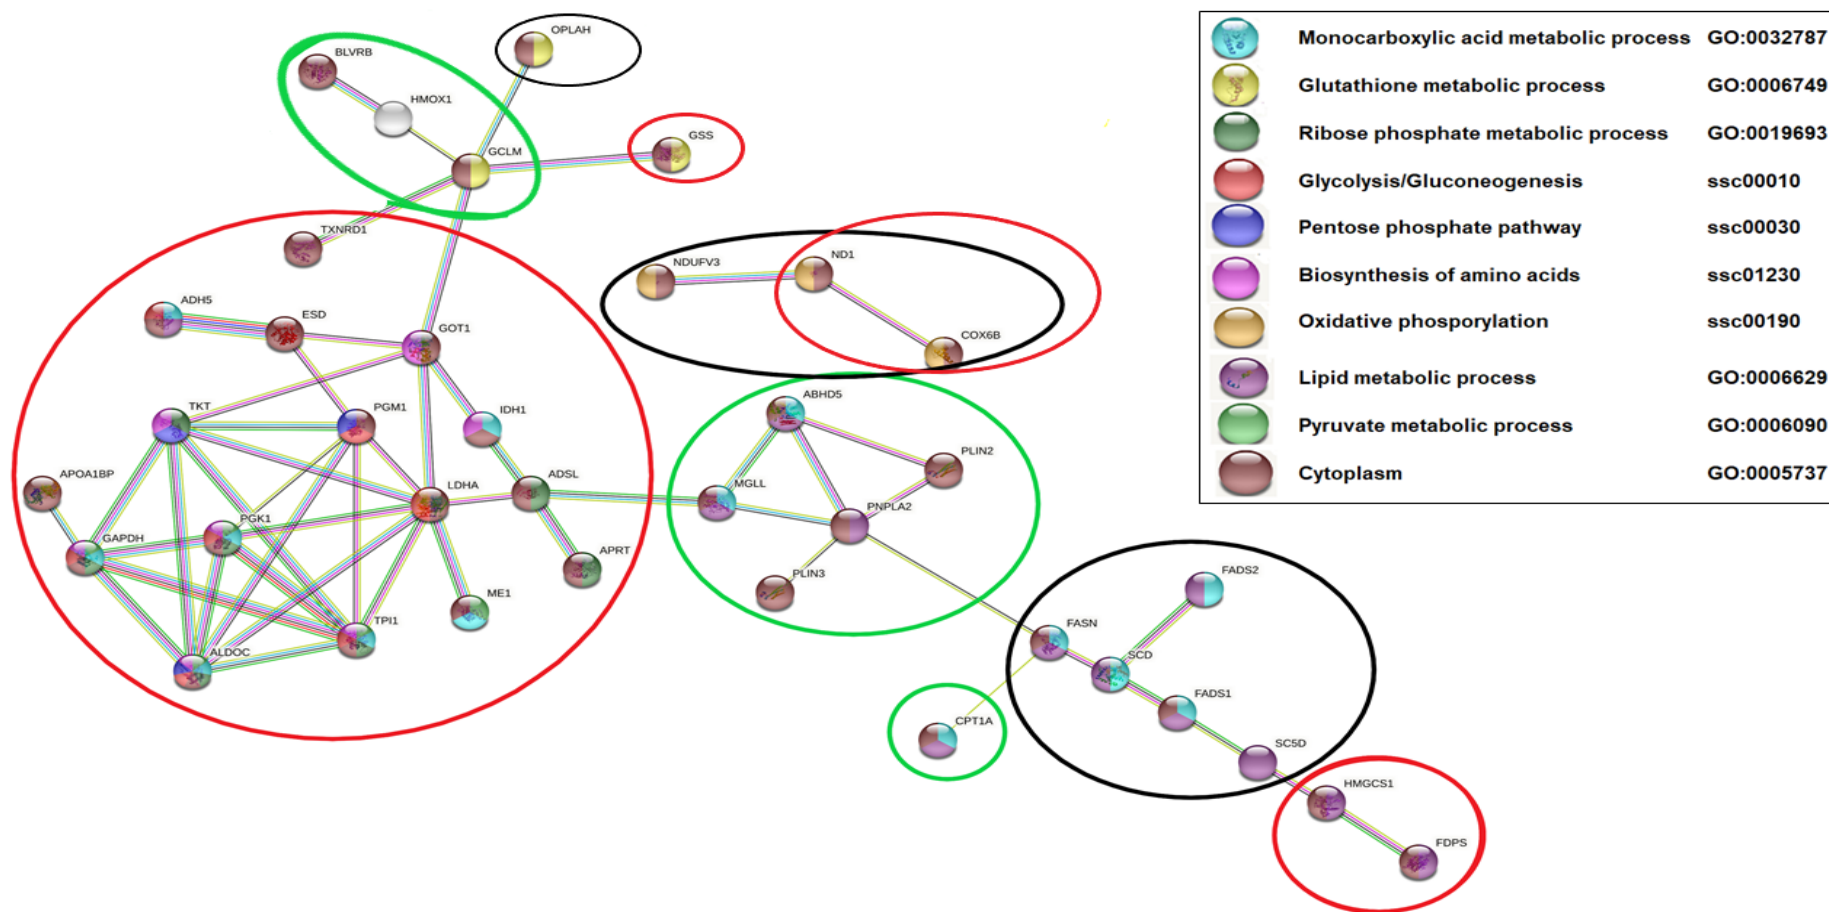 OPLAH
BLVRB
HMOX1
GSS
GCLM
TXNRD1
NDUFV3
ND1
ADH5
ESD
GOT1
COX6B
TKT
PGM1
IDH1
ABHD5
PLIN2
APOA1BP
LDHA
ADSL
MGLL
PNPLA2
GAPDH
PGK1
APRT
PLIN3
ME1
TPI1
ALDOC
FADS2
FASN
SCD
FADS1
CPT1A
SC5D
HMGCS1
FDPS
Monocarboxylic acid metabolic process GO:0032787
Glutathione metabolic process GO:0006749
Ribose phosphate metabolic process GO:0019693
Glycolysis/Gluconeogenesis ssc00010
Pentose phosphate pathway ssc00030
Biosynthesis of amino acids ssc01230
Oxidative phosporylation ssc00190
Lipid metabolic process GO:0006629
Pyruvate metabolic process GO:0006090
Cytoplasm GO:0005737